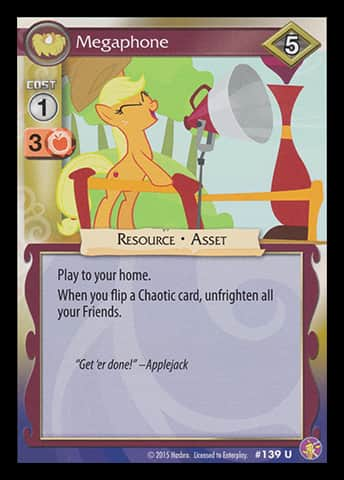 Megaphone
5
COST
1
3
RESOURCE • ASSET
Play to your home.
When you flip a Chaotic card, unfrighten all
your Friends.
"Get 'er done!" –Applejack
© 2015 Hasbro. Licensed to Enterplay. #139 U